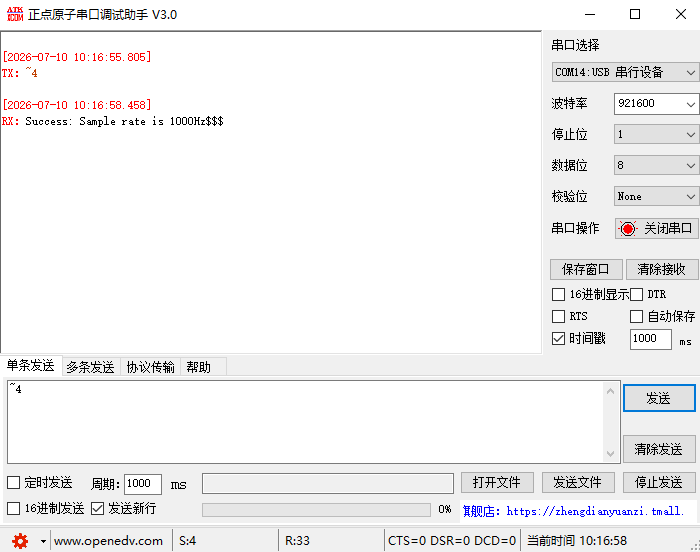 ATK
XCOM 正点原子串口调试助手 V3.0
[2026-07-10 10:16:55.805]
TX: ~4
[2026-07-10 10:16:58.458]
RX: Success: Sample rate is 1000Hz$$$
串口选择
COM14:USB 串行设备
波特率 921600
停止位 1
数据位 8
校验位 None
串口操作 关闭串口
保存窗口 清除接收
16进制显示 DTR
RTS 自动保存
时间戳 1000 ms
单条发送 多条发送 协议传输 帮助
~4
发送
清除发送
定时发送 周期: 1000 ms 打开文件 发送文件 停止发送
16进制发送 发送新行 0% 旗舰店: https://zhengdianyuanzi.tmall.
www.openedv.com S:4 R:33 CTS=0 DSR=0 DCD=0 当前时间 10:16:58